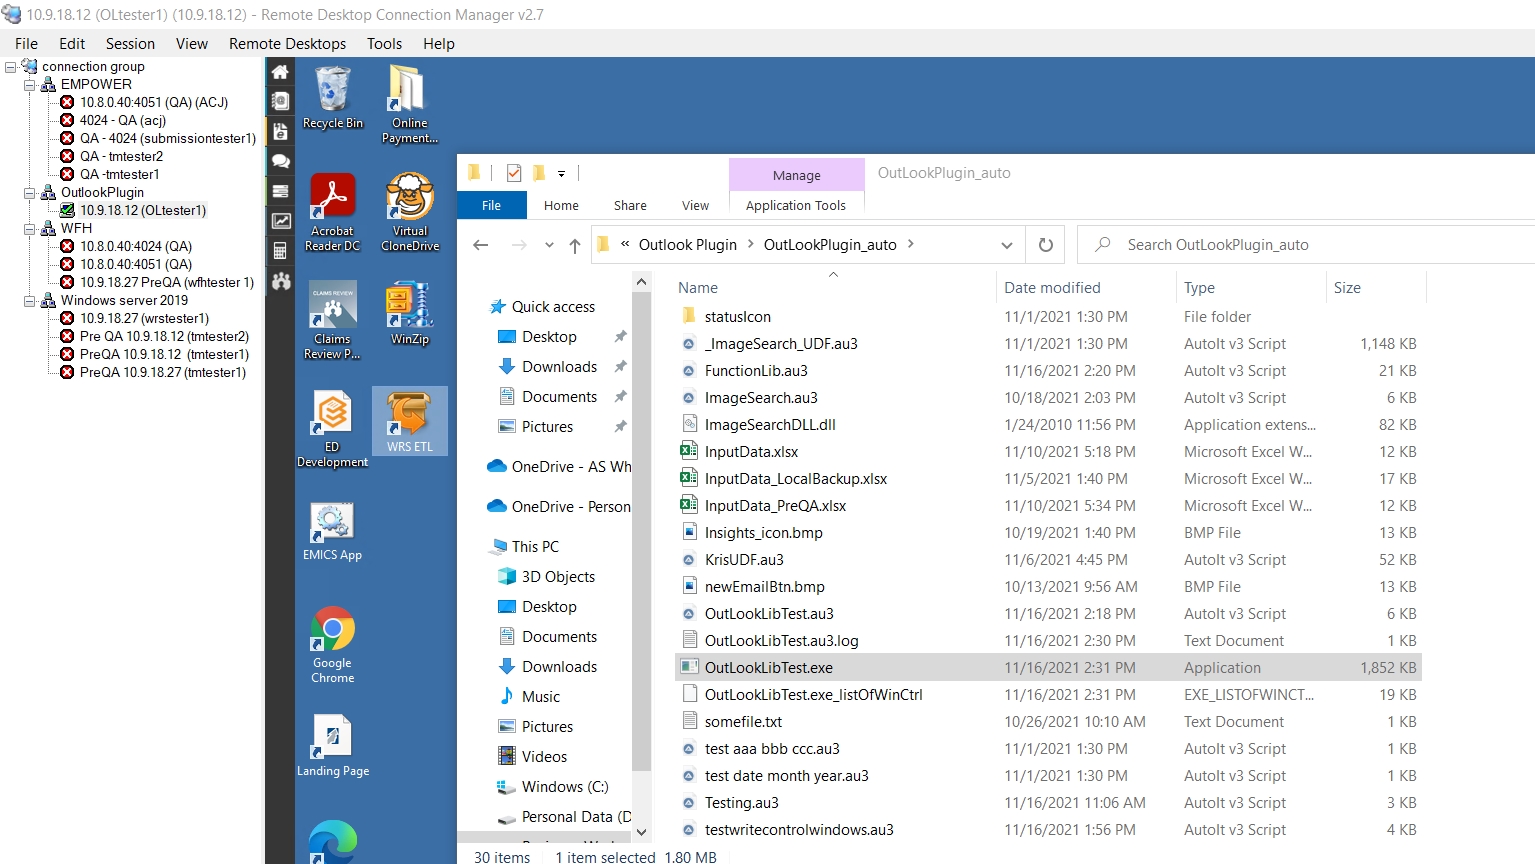 10.9.18.12 (OLtester1) (10.9.18.12) - Remote Desktop Connection Manager v2.7
File Edit Session View Remote Desktops Tools Help
connection group
EMPOWER
10.8.0.40:4051 (QA) (ACJ)
4024 - QA (acj)
QA - 4024 (submissiontester1)
QA - tmtester2
QA -tmtester1
OutlookPlugin
10.9.18.12 (OLtester1)
WFH
10.8.0.40:4024 (QA)
10.8.0.40:4051 (QA)
10.9.18.27 PreQA (wfhtester 1)
Windows server 2019
10.9.18.27 (wrstester1)
Pre QA 10.9.18.12 (tmtester2)
PreQA 10.9.18.12 (tmtester1)
PreQA 10.9.18.27 (tmtester1)
Recycle Bin
Online
Payment...
Acrobat
Reader DC
Virtual
CloneDrive
CLAIMS REVIEW
Claims
Review P...
WinZip
ED
Development
WRS ETL
EMICS App
Google
Chrome
Landing Page
Manage
OutLookPlugin_auto
File Home Share View Application Tools
« Outlook Plugin > OutLookPlugin_auto >
Search OutLookPlugin_auto
Quick access
Desktop
Downloads
Documents
Pictures
OneDrive - AS Wh
OneDrive - Person
This PC
3D Objects
Desktop
Documents
Downloads
Music
Pictures
Videos
Windows (C:)
Personal Data (D
Name Date modified Type Size
statusIcon 11/1/2021 1:30 PM File folder
_ImageSearch_UDF.au3 11/1/2021 1:30 PM AutoIt v3 Script 1,148 KB
FunctionLib.au3 11/16/2021 2:20 PM AutoIt v3 Script 21 KB
ImageSearch.au3 10/18/2021 2:03 PM AutoIt v3 Script 6 KB
ImageSearchDLL.dll 1/24/2010 11:56 PM Application extens... 82 KB
InputData.xlsx 11/10/2021 5:18 PM Microsoft Excel W... 12 KB
InputData_LocalBackup.xlsx 11/5/2021 1:40 PM Microsoft Excel W... 17 KB
InputData_PreQA.xlsx 11/10/2021 5:34 PM Microsoft Excel W... 12 KB
Insights_icon.bmp 10/19/2021 1:40 PM BMP File 13 KB
KrisUDF.au3 11/6/2021 4:45 PM AutoIt v3 Script 52 KB
newEmailBtn.bmp 10/13/2021 9:56 AM BMP File 13 KB
OutLookLibTest.au3 11/16/2021 2:18 PM AutoIt v3 Script 6 KB
OutLookLibTest.au3.log 11/16/2021 2:30 PM Text Document 1 KB
OutLookLibTest.exe 11/16/2021 2:31 PM Application 1,852 KB
OutLookLibTest.exe_listOfWinCtrl 11/16/2021 2:31 PM EXE_LISTOFWINCT... 19 KB
somefile.txt 10/26/2021 10:10 AM Text Document 1 KB
test aaa bbb ccc.au3 11/1/2021 1:30 PM AutoIt v3 Script 1 KB
test date month year.au3 11/1/2021 1:30 PM AutoIt v3 Script 1 KB
Testing.au3 11/16/2021 11:06 AM AutoIt v3 Script 3 KB
testwritecontrolwindows.au3 11/16/2021 1:56 PM AutoIt v3 Script 4 KB
30 items 1 item selected 1.80 MB